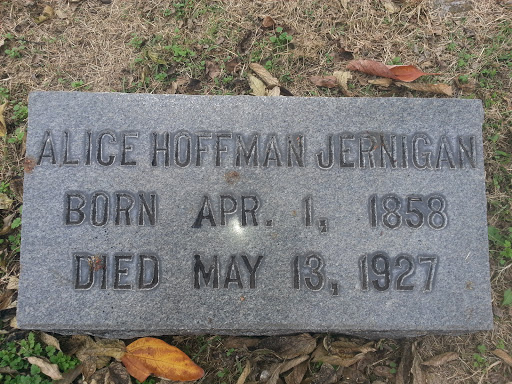 ALICE HOFFMAN JERNIGAN
BORN APR. 1, 1858
DIED MAY 13, 1927